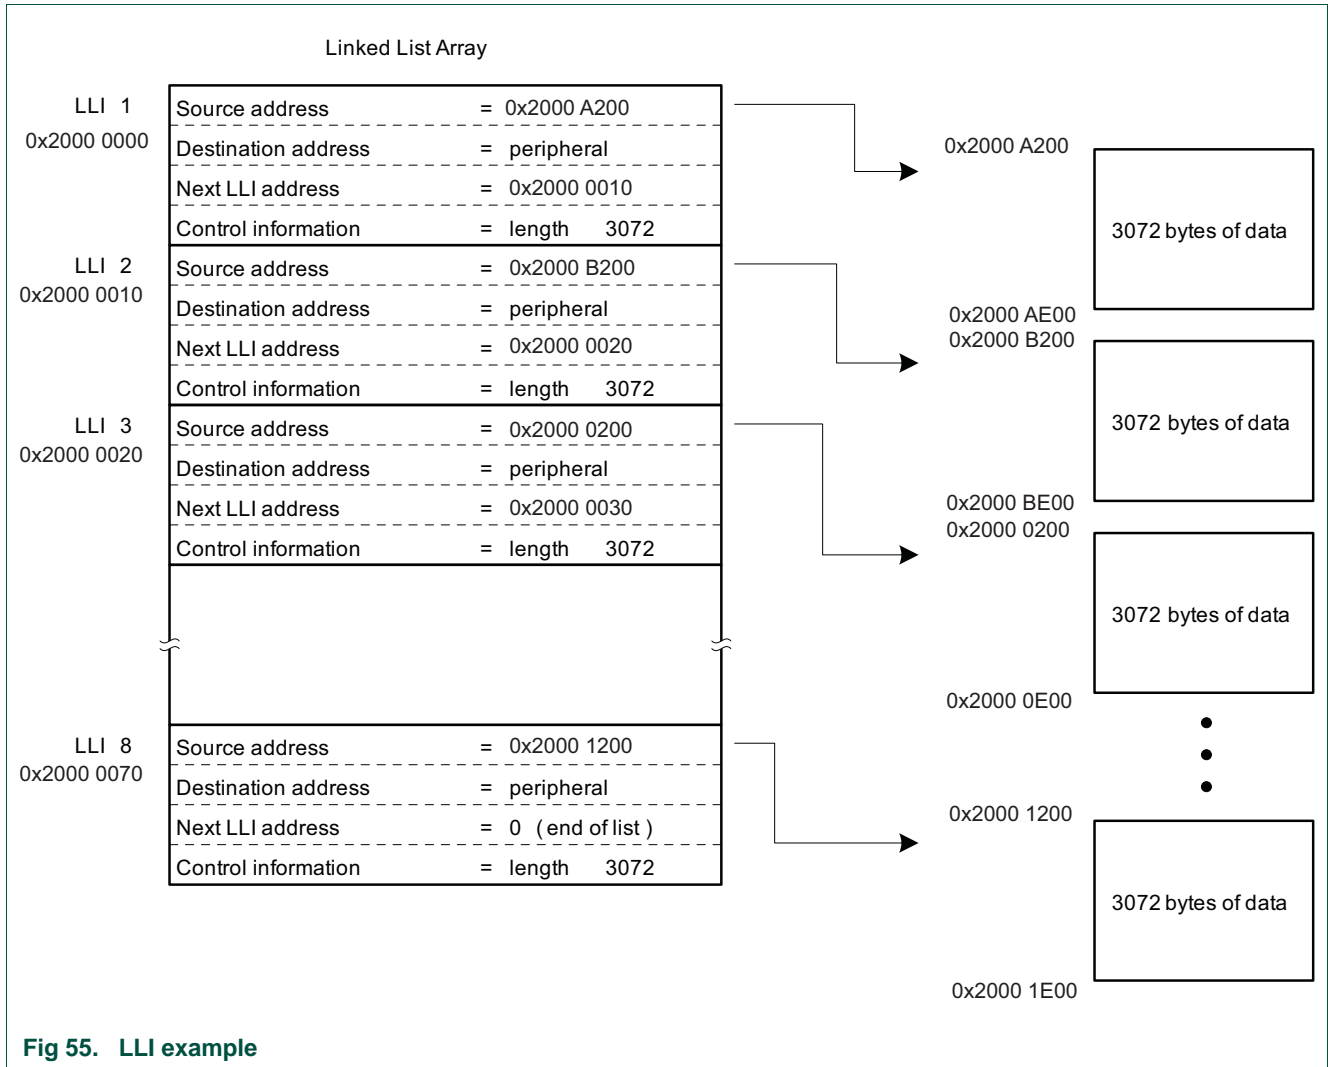 Linked List Array
LLI 1
0x2000 0000
Source address = 0x2000 A200
Destination address = peripheral
Next LLI address = 0x2000 0010
Control information = length 3072
LLI 2
0x2000 0010
Source address = 0x2000 B200
Destination address = peripheral
Next LLI address = 0x2000 0020
Control information = length 3072
LLI 3
0x2000 0020
Source address = 0x2000 0200
Destination address = peripheral
Next LLI address = 0x2000 0030
Control information = length 3072
LLI 8
0x2000 0070
Source address = 0x2000 1200
Destination address = peripheral
Next LLI address = 0 (end of list)
Control information = length 3072
0x2000 A200
3072 bytes of data
0x2000 AE00
0x2000 B200
3072 bytes of data
0x2000 BE00
0x2000 0200
3072 bytes of data
0x2000 0E00
0x2000 1200
3072 bytes of data
0x2000 1E00
Fig 55. LLI example